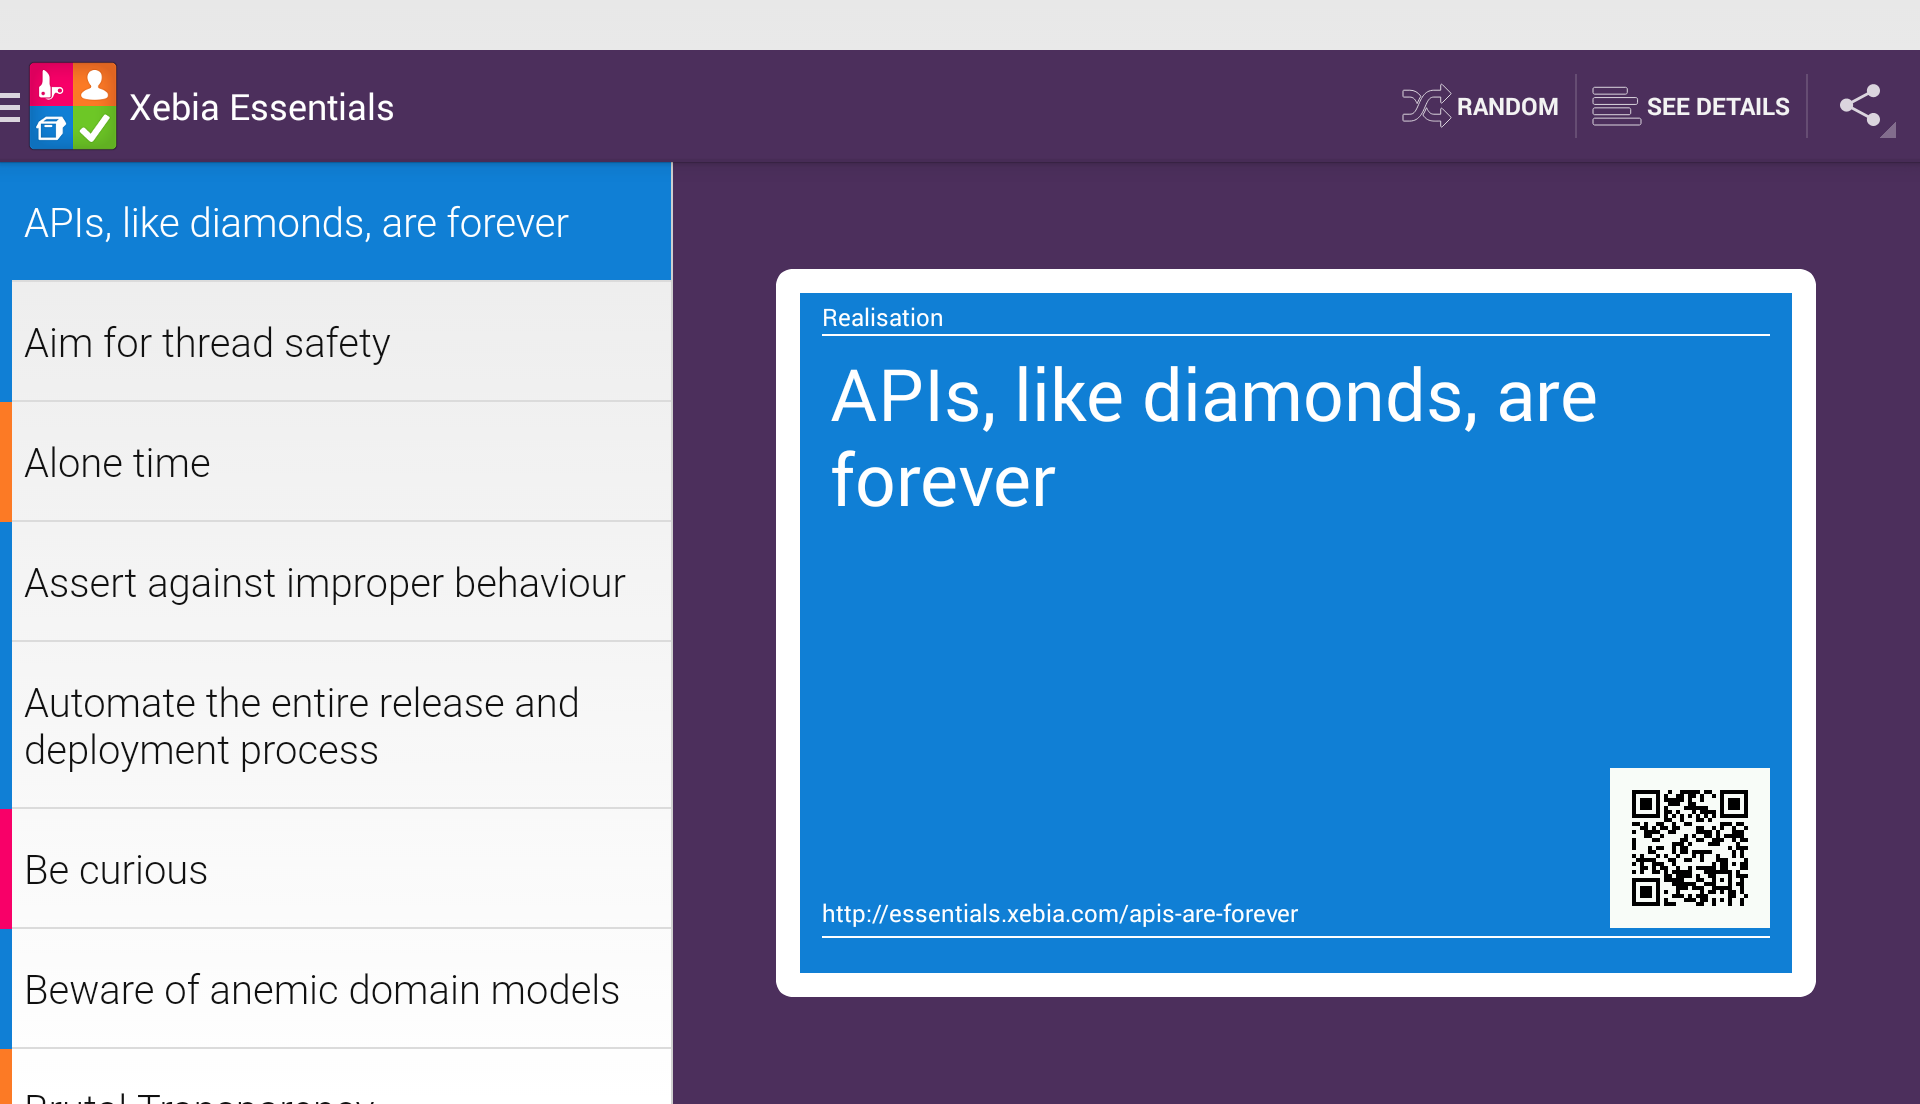 Xebia Essentials
RANDOM
SEE DETAILS
APIs, like diamonds, are forever
Aim for thread safety
Alone time
Assert against improper behaviour
Automate the entire release and
deployment process
Be curious
Beware of anemic domain models
Brutal Transparency
Realisation
APIs, like diamonds, are
forever
http://essentials.xebia.com/apis-are-forever